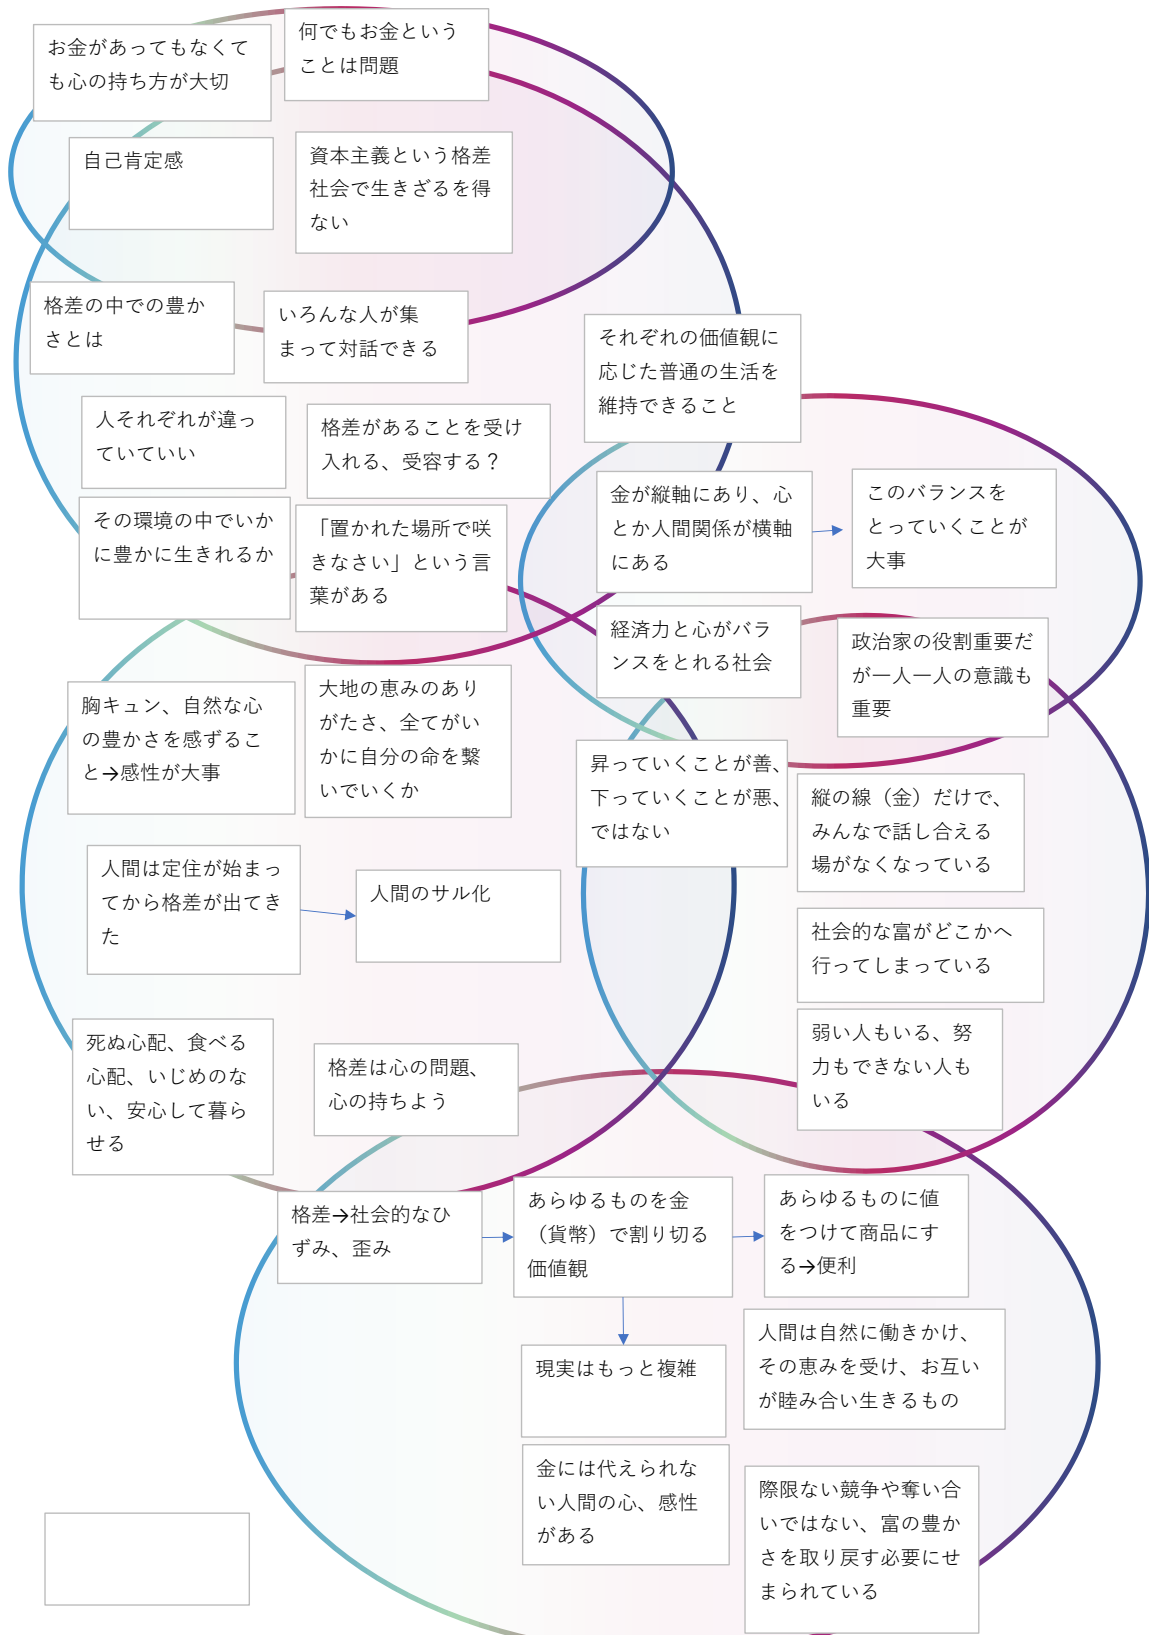 お金があってもなくて
も心の持ち方が大切
何でもお金という
ことは問題
自己肯定感
資本主義という格差
社会で生きざるを得
ない
格差の中での豊か
さとは
いろんな人が集
まって対話できる
それぞれの価値観に
応じた普通の生活を
維持できること
人それぞれが違っ
ていていい
格差があることを受け
入れる、受容する？
金が縦軸にあり、心
とか人間関係が横軸
にある
このバランスを
とっていくことが
大事
その環境の中でいか
に豊かに生きれるか
「置かれた場所で咲
きなさい」という言
葉がある
経済力と心がバラ
ンスをとれる社会
政治家の役割重要だ
が一人一人の意識も
重要
胸キュン、自然な心
の豊かさを感ずるこ
と→感性が大事
大地の恵みのあり
がたさ、全てがい
かに自分の命を繋
いでいくか
昇っていくことが善、
下っていくことが悪、
ではない
縦の線（金）だけで、
みんなで話し合える
場がなくなっている
人間は定住が始まっ
てから格差が出てき
た
人間のサル化
社会的な富がどこかへ
行ってしまっている
弱い人もいる、努
力もできない人も
いる
死ぬ心配、食べる
心配、いじめのな
い、安心して暮ら
せる
格差は心の問題、
心の持ちよう
格差→社会的なひ
ずみ、歪み
あらゆるものを金
（貨幣）で割り切る
価値観
あらゆるものに値
をつけて商品にす
る→便利
現実はもっと複雑
人間は自然に働きかけ、
その恵みを受け、お互い
が睦み合い生きるもの
金には代えられな
い人間の心、感性
がある
際限ない競争や奪い合
いではない、富の豊か
さを取り戻す必要にせ
まられている